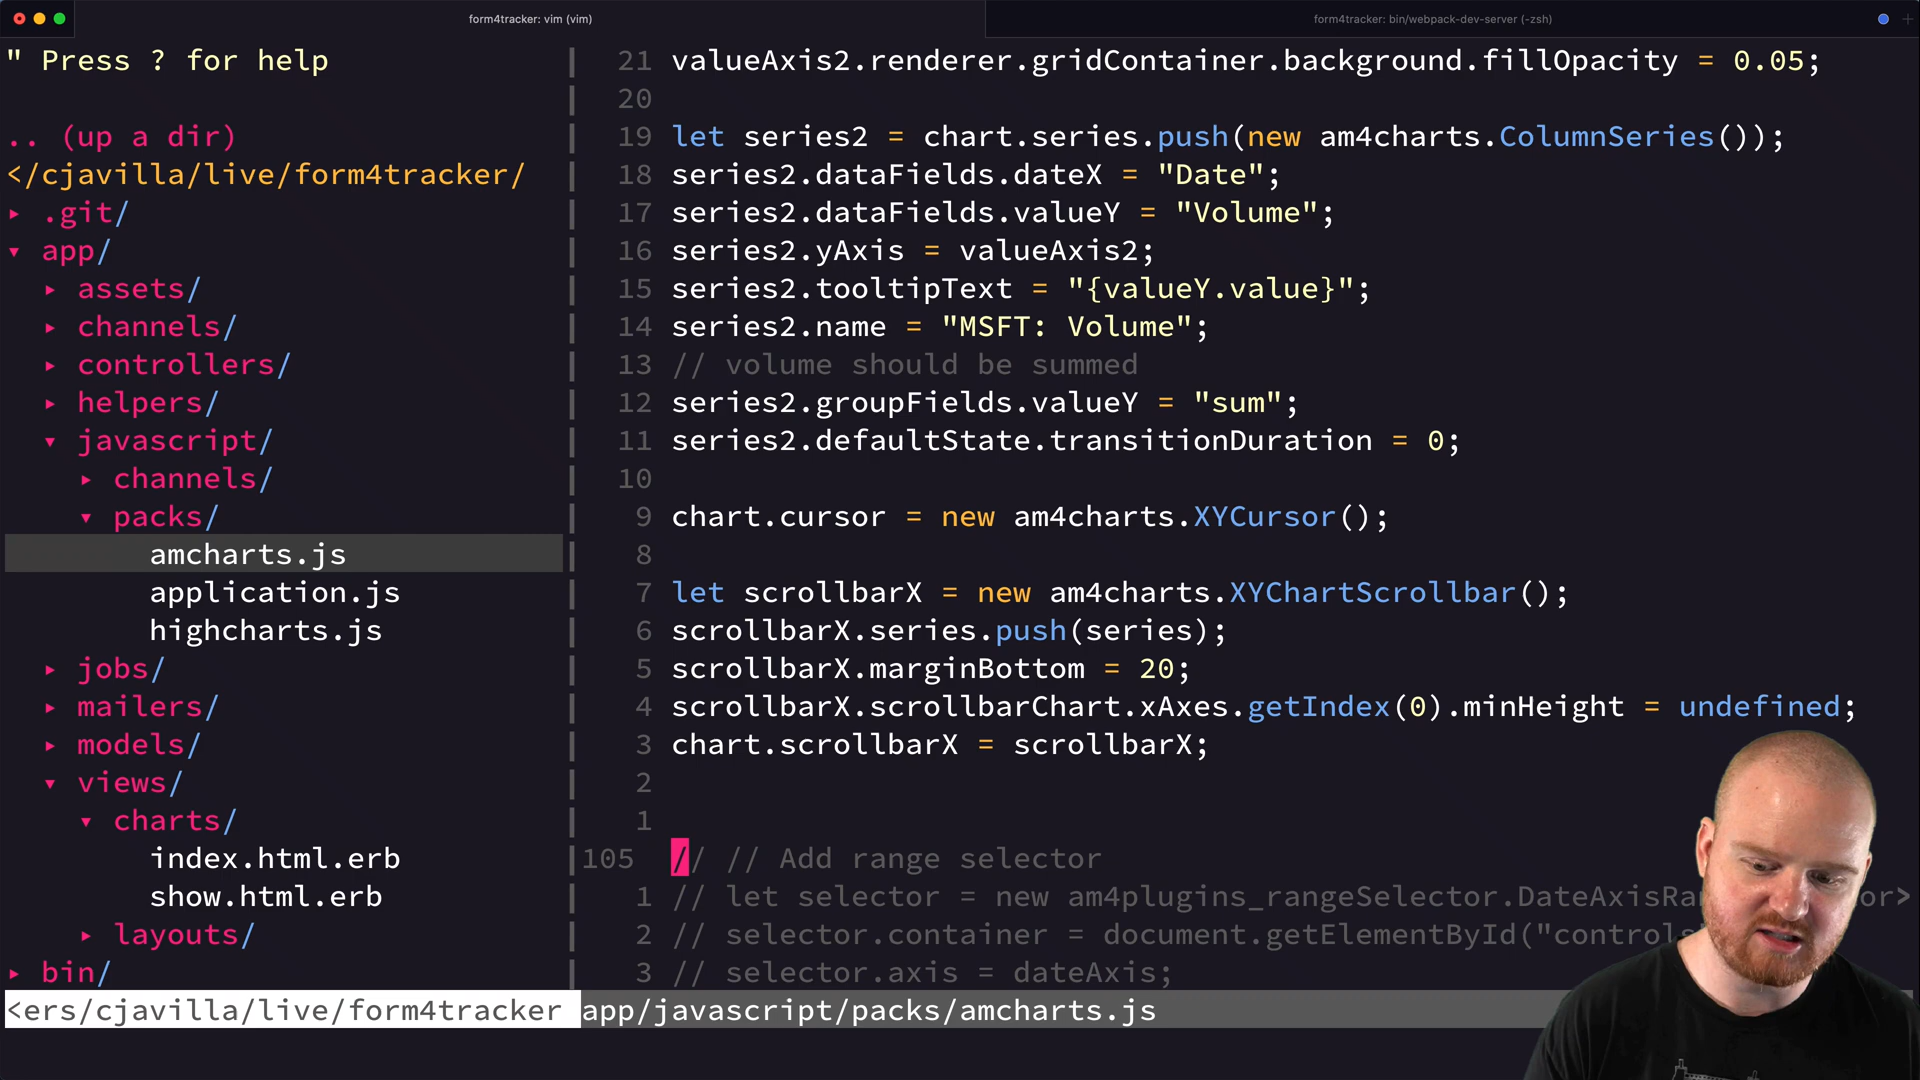 form4tracker: vim (vim)
form4tracker: bin/webpack-dev-server (-zsh)
" Press ? for help
.. (up a dir)
</cjavilla/live/form4tracker/
▸ .git/
▾ app/
▸ assets/
▸ channels/
▸ controllers/
▸ helpers/
▾ javascript/
▸ channels/
▾ packs/
amcharts.js
application.js
highcharts.js
▸ jobs/
▸ mailers/
▸ models/
▾ views/
▾ charts/
index.html.erb
show.html.erb
▸ layouts/
▸ bin/
<ers/cjavilla/live/form4tracker
21 valueAxis2.renderer.gridContainer.background.fillOpacity = 0.05;
20
19 let series2 = chart.series.push(new am4charts.ColumnSeries());
18 series2.dataFields.dateX = "Date";
17 series2.dataFields.valueY = "Volume";
16 series2.yAxis = valueAxis2;
15 series2.tooltipText = "{valueY.value}";
14 series2.name = "MSFT: Volume";
13 // volume should be summed
12 series2.groupFields.valueY = "sum";
11 series2.defaultState.transitionDuration = 0;
10
9 chart.cursor = new am4charts.XYCursor();
8
7 let scrollbarX = new am4charts.XYChartScrollbar();
6 scrollbarX.series.push(series);
5 scrollbarX.marginBottom = 20;
4 scrollbarX.scrollbarChart.xAxes.getIndex(0).minHeight = undefined;
3 chart.scrollbarX = scrollbarX;
2
1
105 // // Add range selector
1 // let selector = new am4plugins_rangeSelector.
2 // selector.container = document.getElementById("controls
3 // selector.axis = dateAxis;
app/javascript/packs/amcharts.js